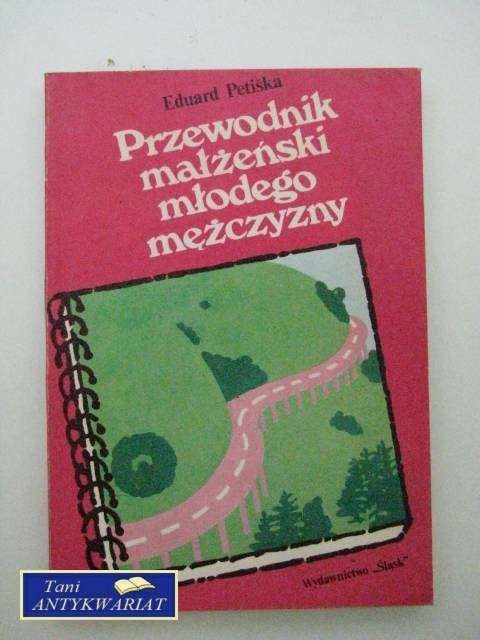 Eduard Petiška
Przewodnik
małżeński
młodego
mężczyzny
Wydawnictwo „Śląsk"
Tani
ANTYKWARIAT